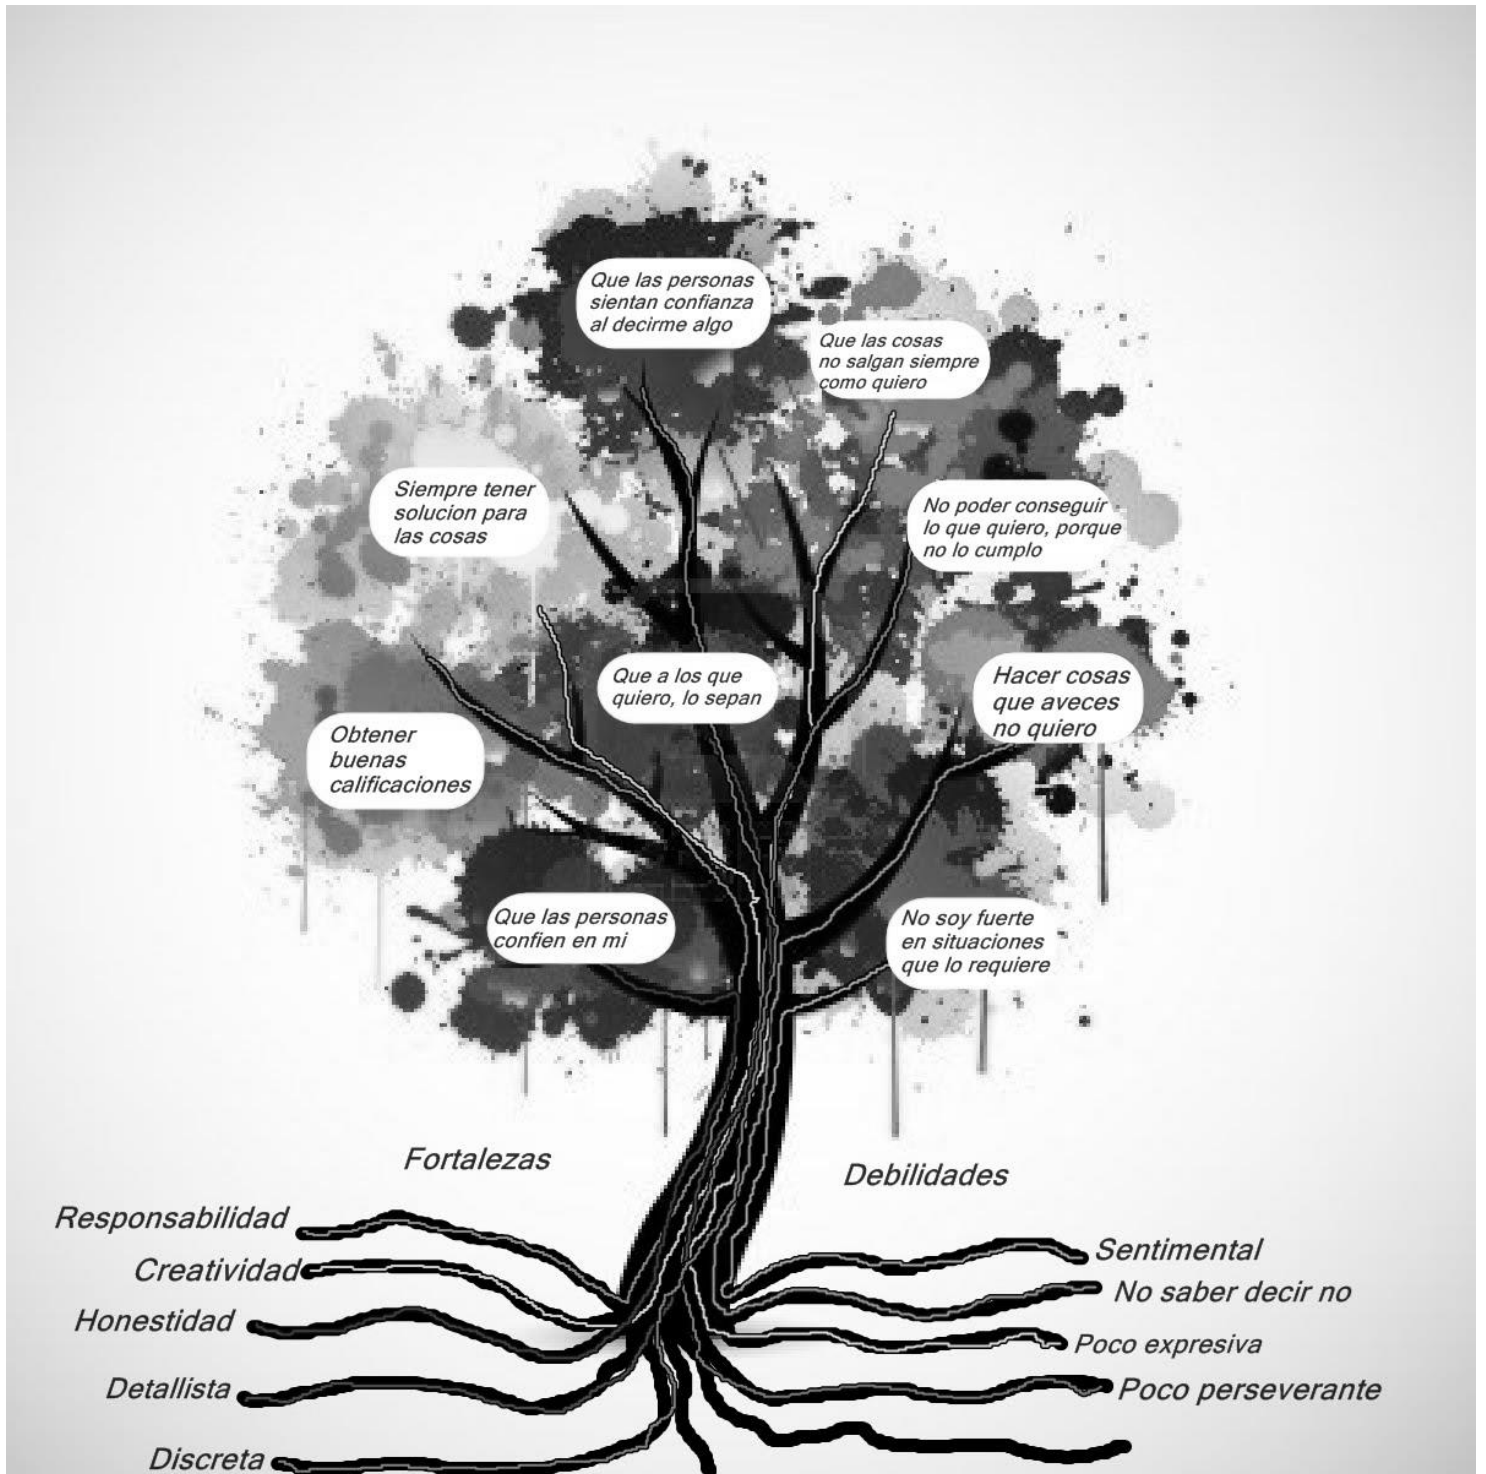 Que las personas
sientan confianza
al decirme algo
Que las cosas
no salgan siempre
como quiero
Siempre tener
solucion para
las cosas
No poder conseguir
lo que quiero, porque
no lo cumplo
Que a los que
quiero, lo sepan
Hacer cosas
que aveces
no quiero
Obtener
buenas
calificaciones
Que las personas
confien en mi
No soy fuerte
en situaciones
que lo requiere
Fortalezas
Debilidades
Responsabilidad
Creatividad
Honestidad
Detallista
Discreta
Sentimental
No saber decir no
Poco expresiva
Poco perseverante